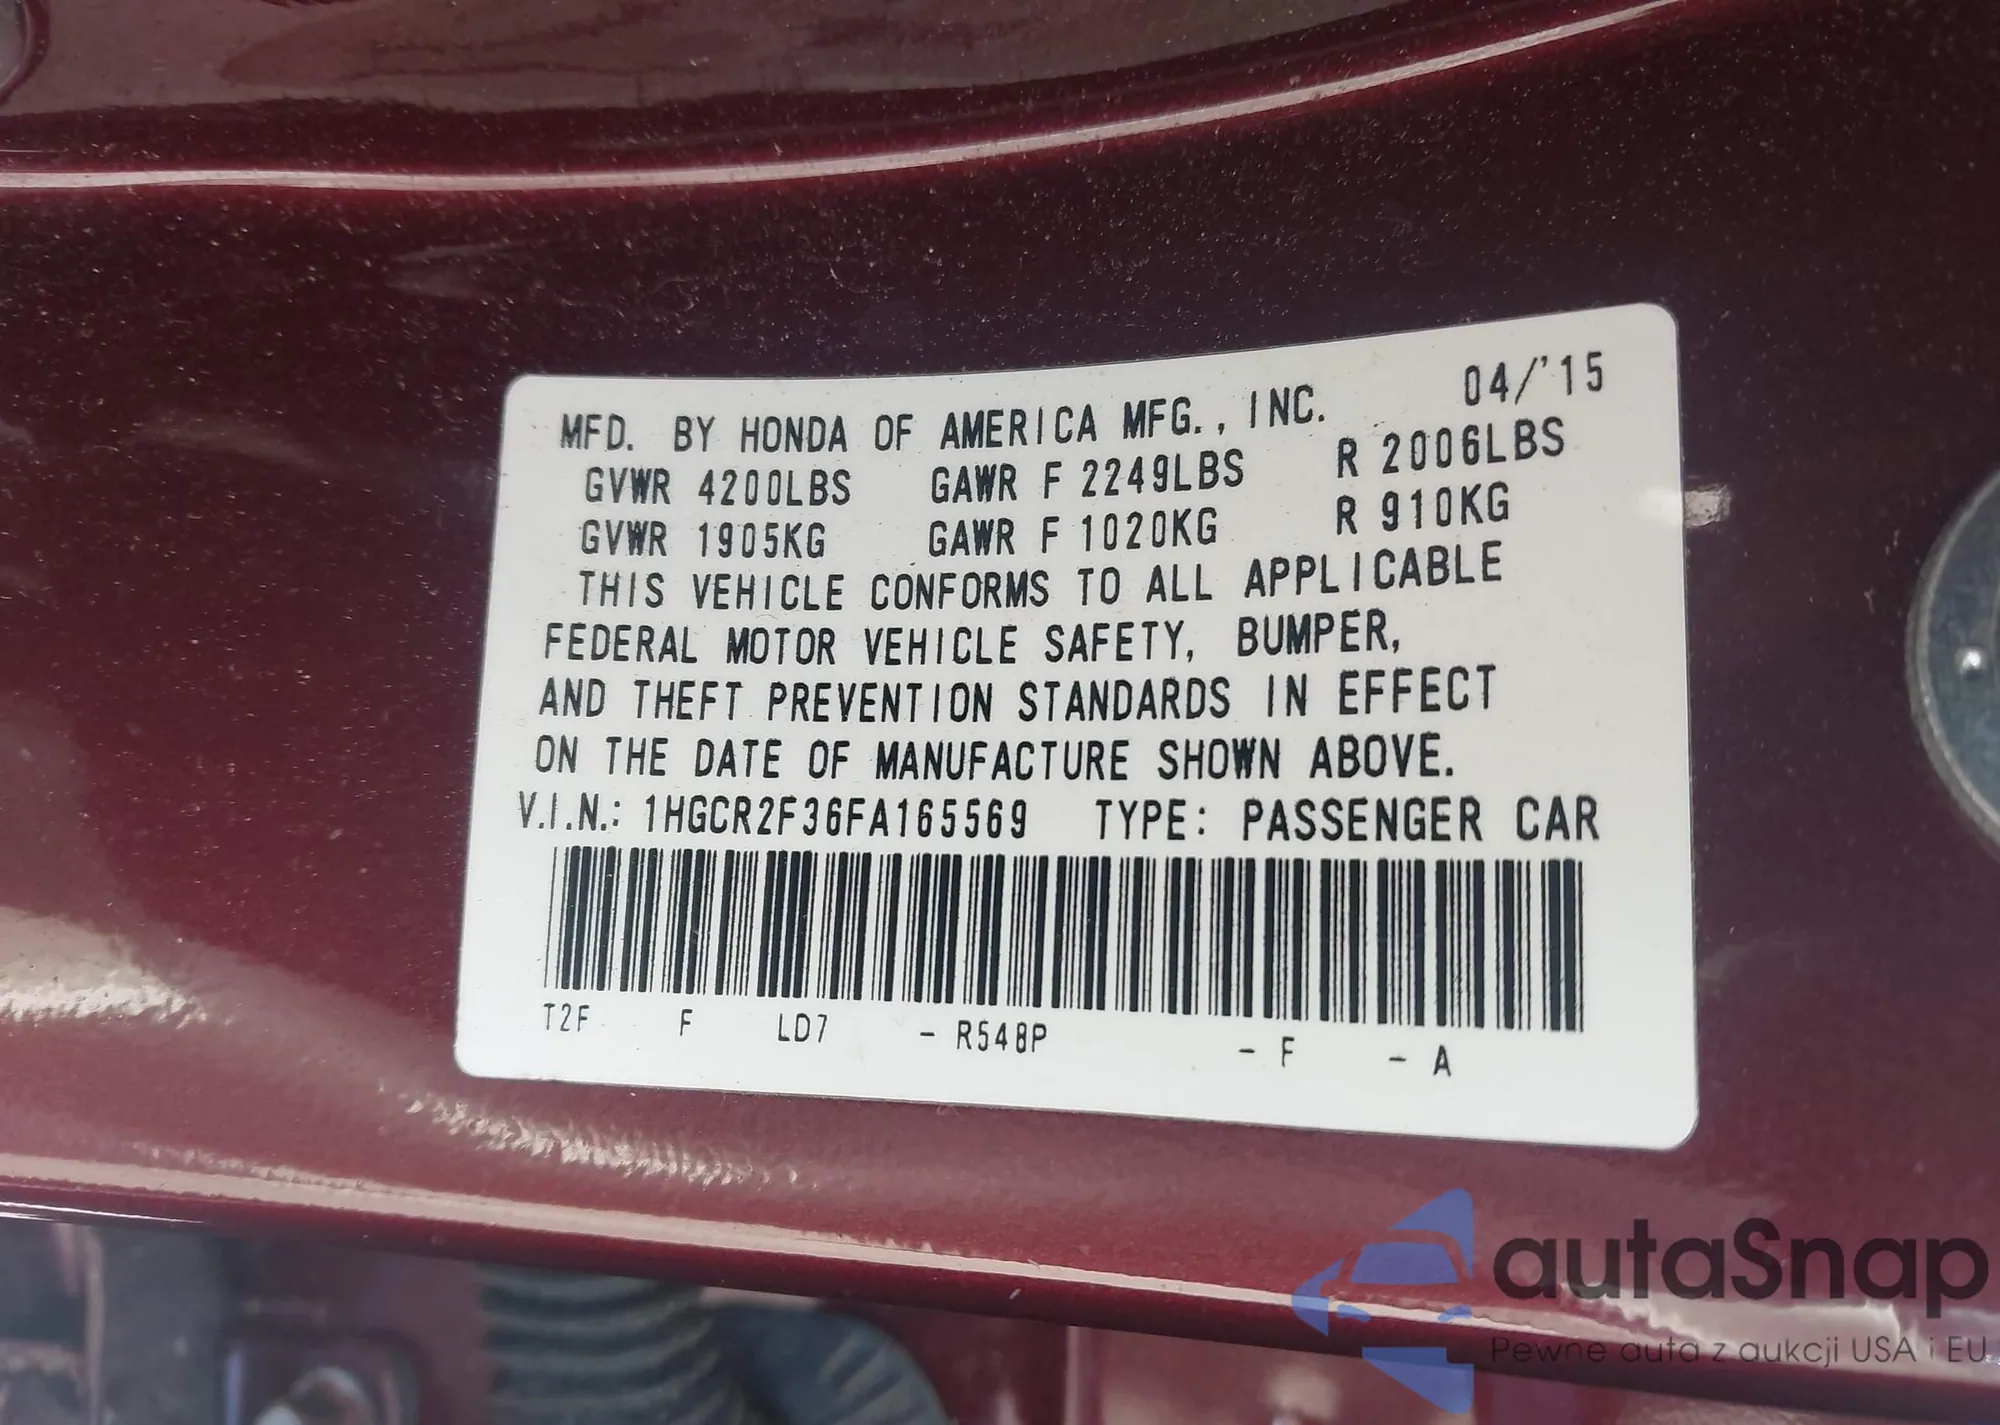 04/'15
MFD. BY HONDA OF AMERICA MFG., INC.
GVWR 4200LBS GAWR F 2249LBS R 2006LBS
GVWR 1905KG GAWR F 1020KG R 910KG
THIS VEHICLE CONFORMS TO ALL APPLICABLE
FEDERAL MOTOR VEHICLE SAFETY, BUMPER,
AND THEFT PREVENTION STANDARDS IN EFFECT
ON THE DATE OF MANUFACTURE SHOWN ABOVE.
V.I.N.: 1HGCR2F36FA165569 TYPE: PASSENGER CAR
T2F F LD7 - R548P - F - A
autaSnap
Pewne auta z aukcji USA i EU